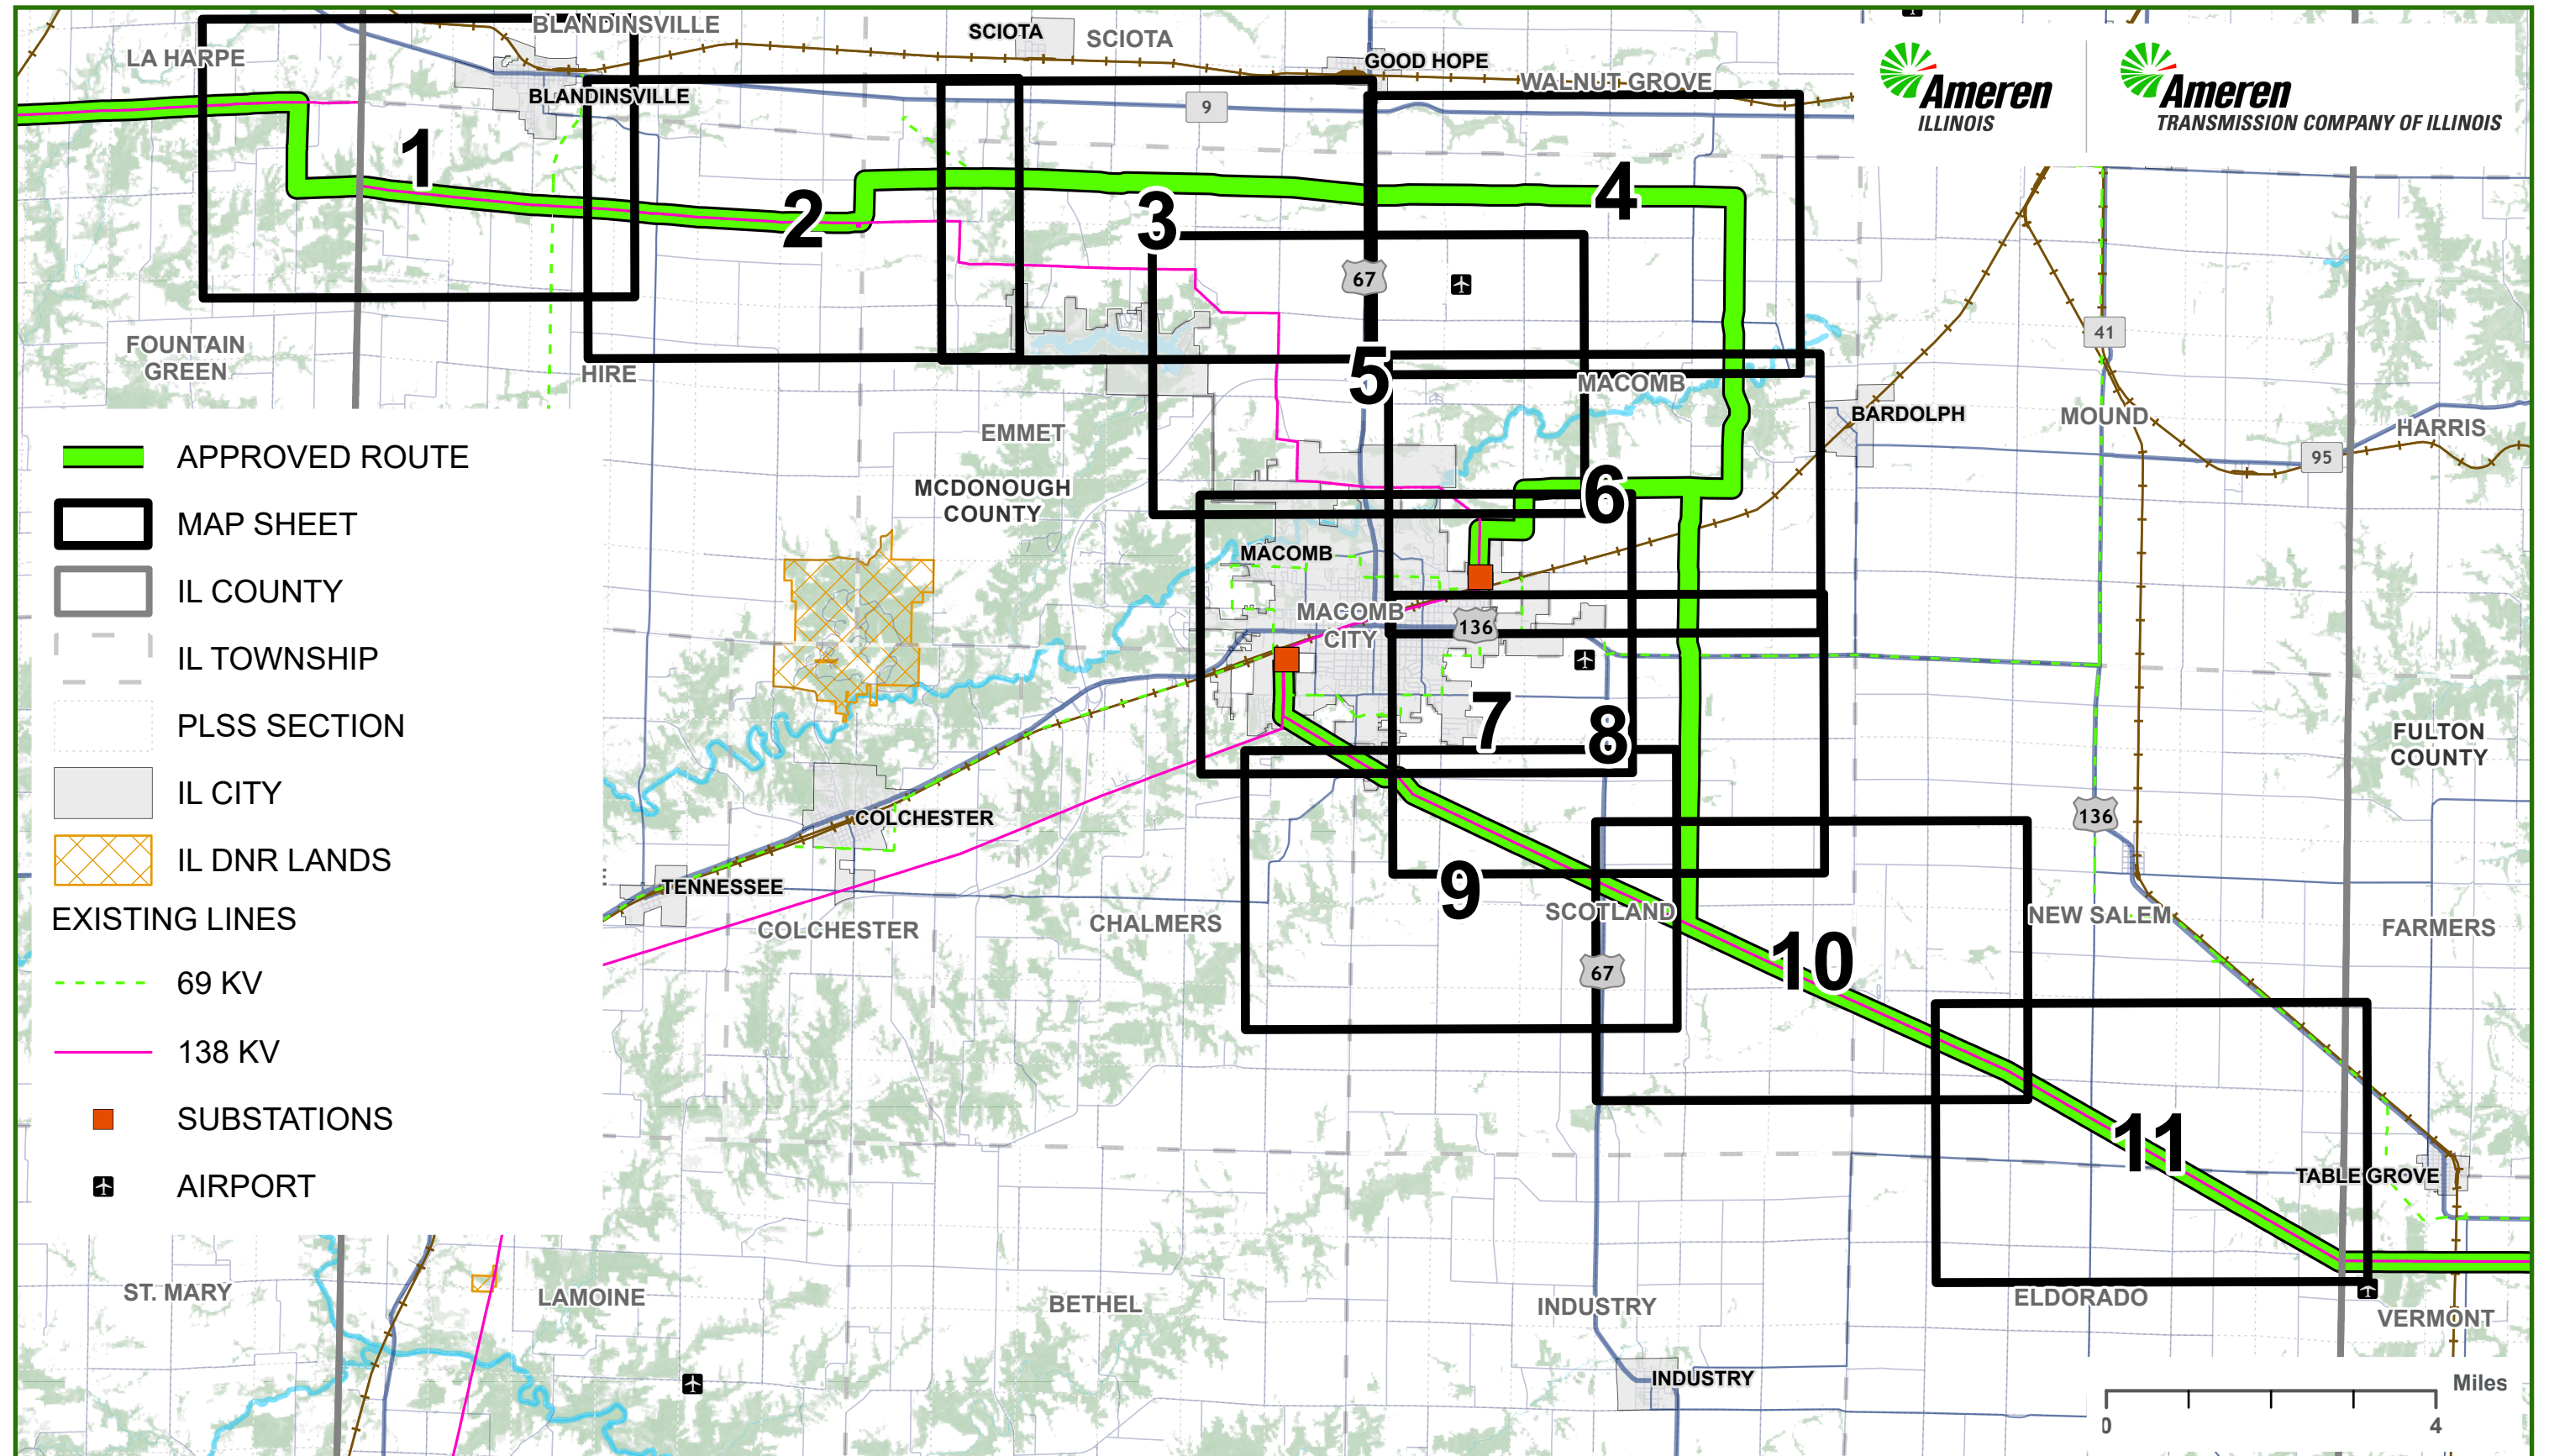 BLANDINSVILLE
SCIOTA
SCIOTA
LA HARPE
GOOD HOPE
WALNUT GROVE
Ameren
ILLINOIS
Ameren
TRANSMISSION COMPANY OF ILLINOIS
BLANDINSVILLE
9
1
2
3
4
67
41
FOUNTAIN
GREEN
HIRE
5
MACOMB
BARDOLPH
MOUND
HARRIS
EMMET
95
MCDONOUGH
COUNTY
6
MACOMB
MACOMB
CITY
136
7
8
FULTON
COUNTY
136
COLCHESTER
TENNESSEE
9
COLCHESTER
CHALMERS
SCOTLAND
NEW SALEM
FARMERS
10
67
11
TABLE GROVE
APPROVED ROUTE
MAP SHEET
IL COUNTY
IL TOWNSHIP
PLSS SECTION
IL CITY
IL DNR LANDS
EXISTING LINES
69 KV
138 KV
SUBSTATIONS
AIRPORT
ST. MARY
LAMOINE
BETHEL
INDUSTRY
ELDORADO
VERMONT
INDUSTRY
Miles
0 4